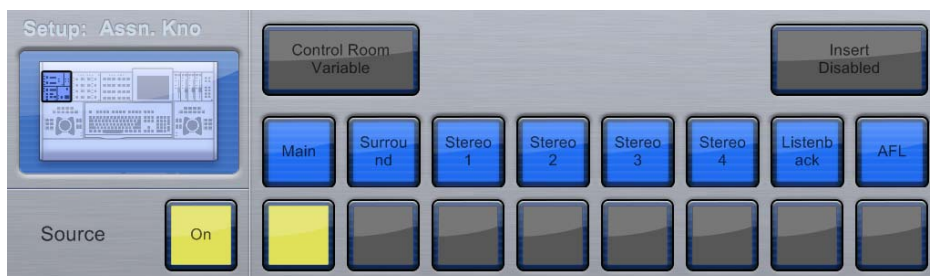 Setup: Assn. Kno
Control Room
Variable
Insert
Disabled
Main
Surrou
nd
Stereo
1
Stereo
2
Stereo
3
Stereo
4
Listenb
ack
AFL
Source
On